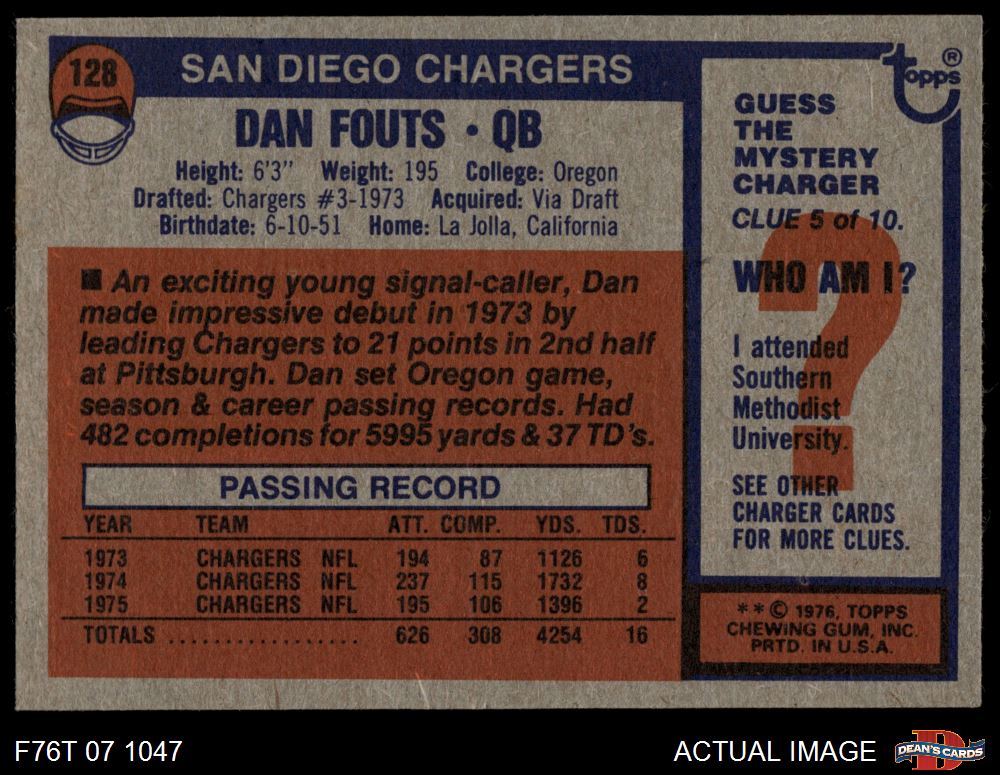 128
SAN DIEGO CHARGERS
DAN FOUTS • QB
Height: 6'3" Weight: 195 College: Oregon
Drafted: Chargers #3-1973 Acquired: Via Draft
Birthdate: 6-10-51 Home: La Jolla, California
■ An exciting young signal-caller, Dan
made impressive debut in 1973 by
leading Chargers to 21 points in 2nd half
at Pittsburgh. Dan set Oregon game,
season & career passing records. Had
482 completions for 5995 yards & 37 TD's.
PASSING RECORD
YEAR TEAM ATT. COMP. YDS. TDS.
1973 CHARGERS NFL 194 87 1126 6
1974 CHARGERS NFL 237 115 1732 8
1975 CHARGERS NFL 195 106 1396 2
TOTALS .................. 626 308 4254 16
topps ®
GUESS
THE
MYSTERY
CHARGER
CLUE 5 of 10.
WHO AM I?
?
I attended
Southern
Methodist
University.
SEE OTHER
CHARGER CARDS
FOR MORE CLUES.
* * © 1976, TOPPS
CHEWING GUM, INC.
PRTD. IN U.S.A.
F76T 07 1047
ACTUAL IMAGE
D
DEAN'S CARDS